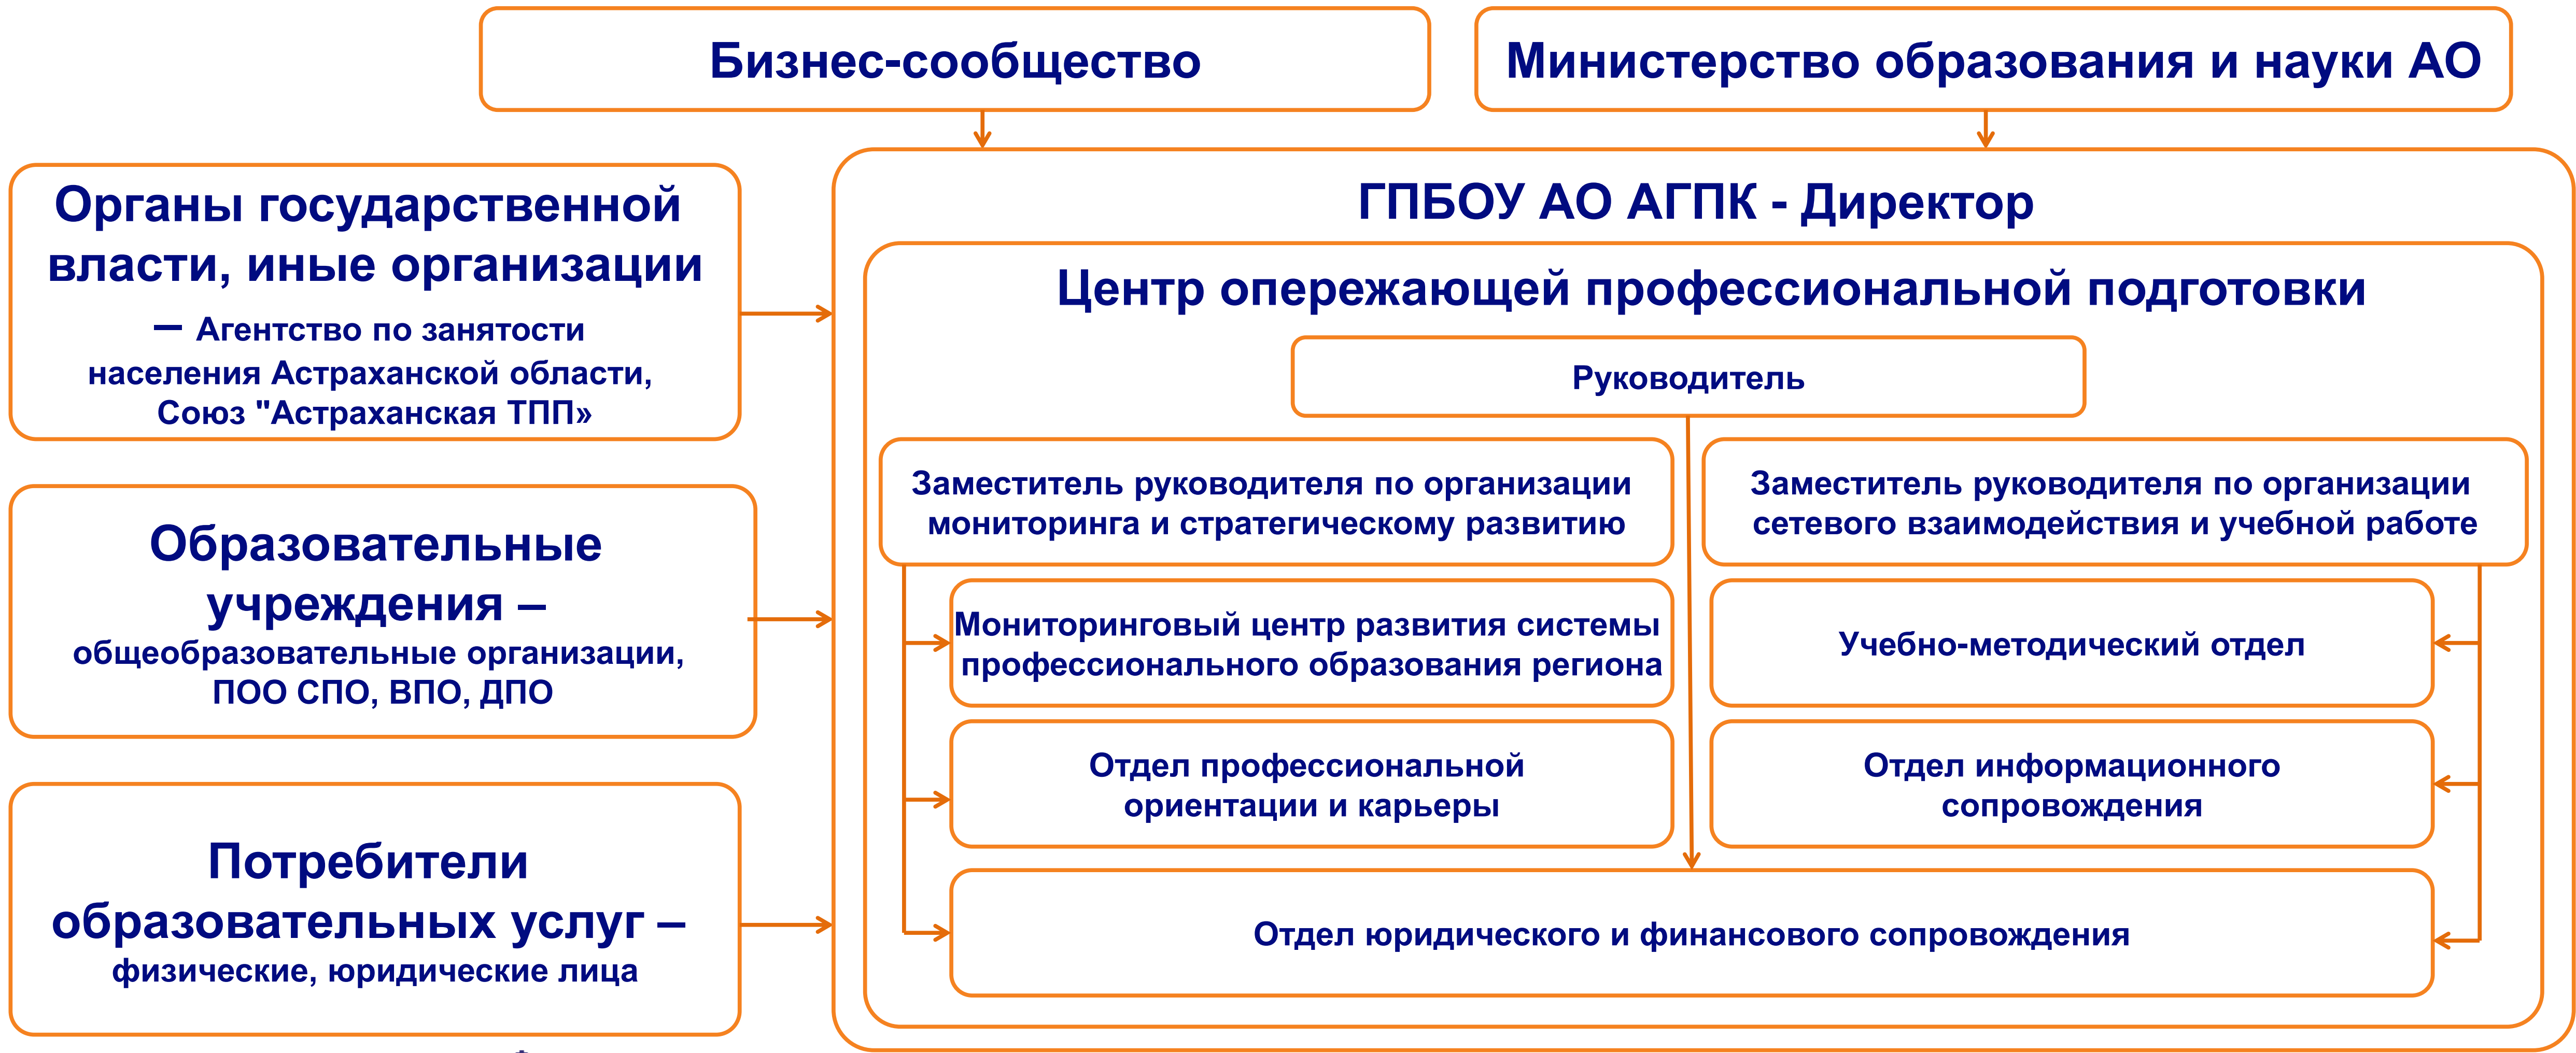 Бизнес-сообщество
Министерство образования и науки АО
Органы государственной
власти, иные организации
– Агентство по занятости
населения Астраханской области,
Союз "Астраханская ТПП»
Образовательные
учреждения –
общеобразовательные организации,
ПОО СПО, ВПО, ДПО
Потребители
образовательных услуг –
физические, юридические лица
ГПБОУ АО АГПК - Директор
Центр опережающей профессиональной подготовки
Руководитель
Заместитель руководителя по организации
мониторинга и стратегическому развитию
Заместитель руководителя по организации
сетевого взаимодействия и учебной работе
Мониторинговый центр развития системы
профессионального образования региона
Учебно-методический отдел
Отдел профессиональной
ориентации и карьеры
Отдел информационного
сопровождения
Отдел юридического и финансового сопровождения